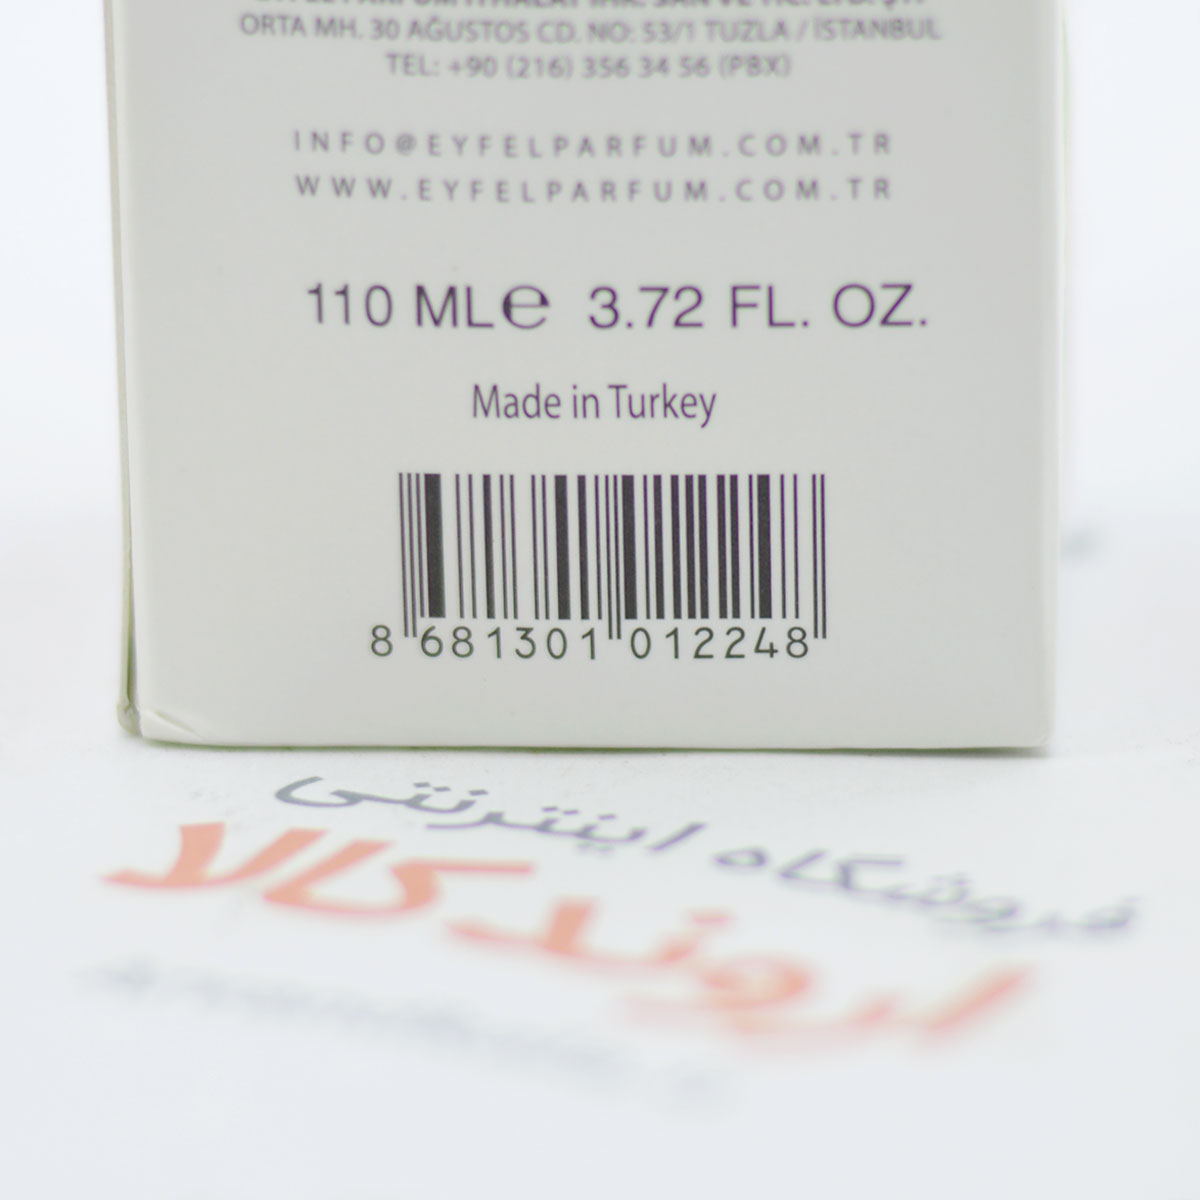 ORTA MH. 30 AĞUSTOS CD. NO: 53/1 TUZLA / İSTANBUL
TEL: +90 (216) 356 34 56 (PBX)
INFO@EYFELPARFUM.COM.TR
WWW.EYFELPARFUM.COM.TR
110 ML℮ 3.72 FL. OZ.
Made in Turkey
8 681301 012248
فروشگاه اینترنتی
اروند کالا